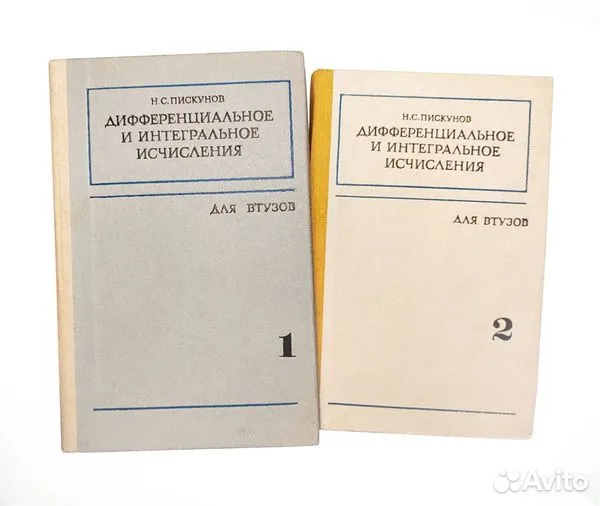 Н.С.ПИСКУНОВ
ДИФФЕРЕНЦИАЛЬНОЕ
И ИНТЕГРАЛЬНОЕ
ИСЧИСЛЕНИЯ
ДЛЯ ВТУЗОВ
1
Н.С.ПИСКУНОВ
ДИФФЕРЕНЦИАЛЬНОЕ
И ИНТЕГРАЛЬНОЕ
ИСЧИСЛЕНИЯ
ДЛЯ ВТУЗОВ
2
Avito